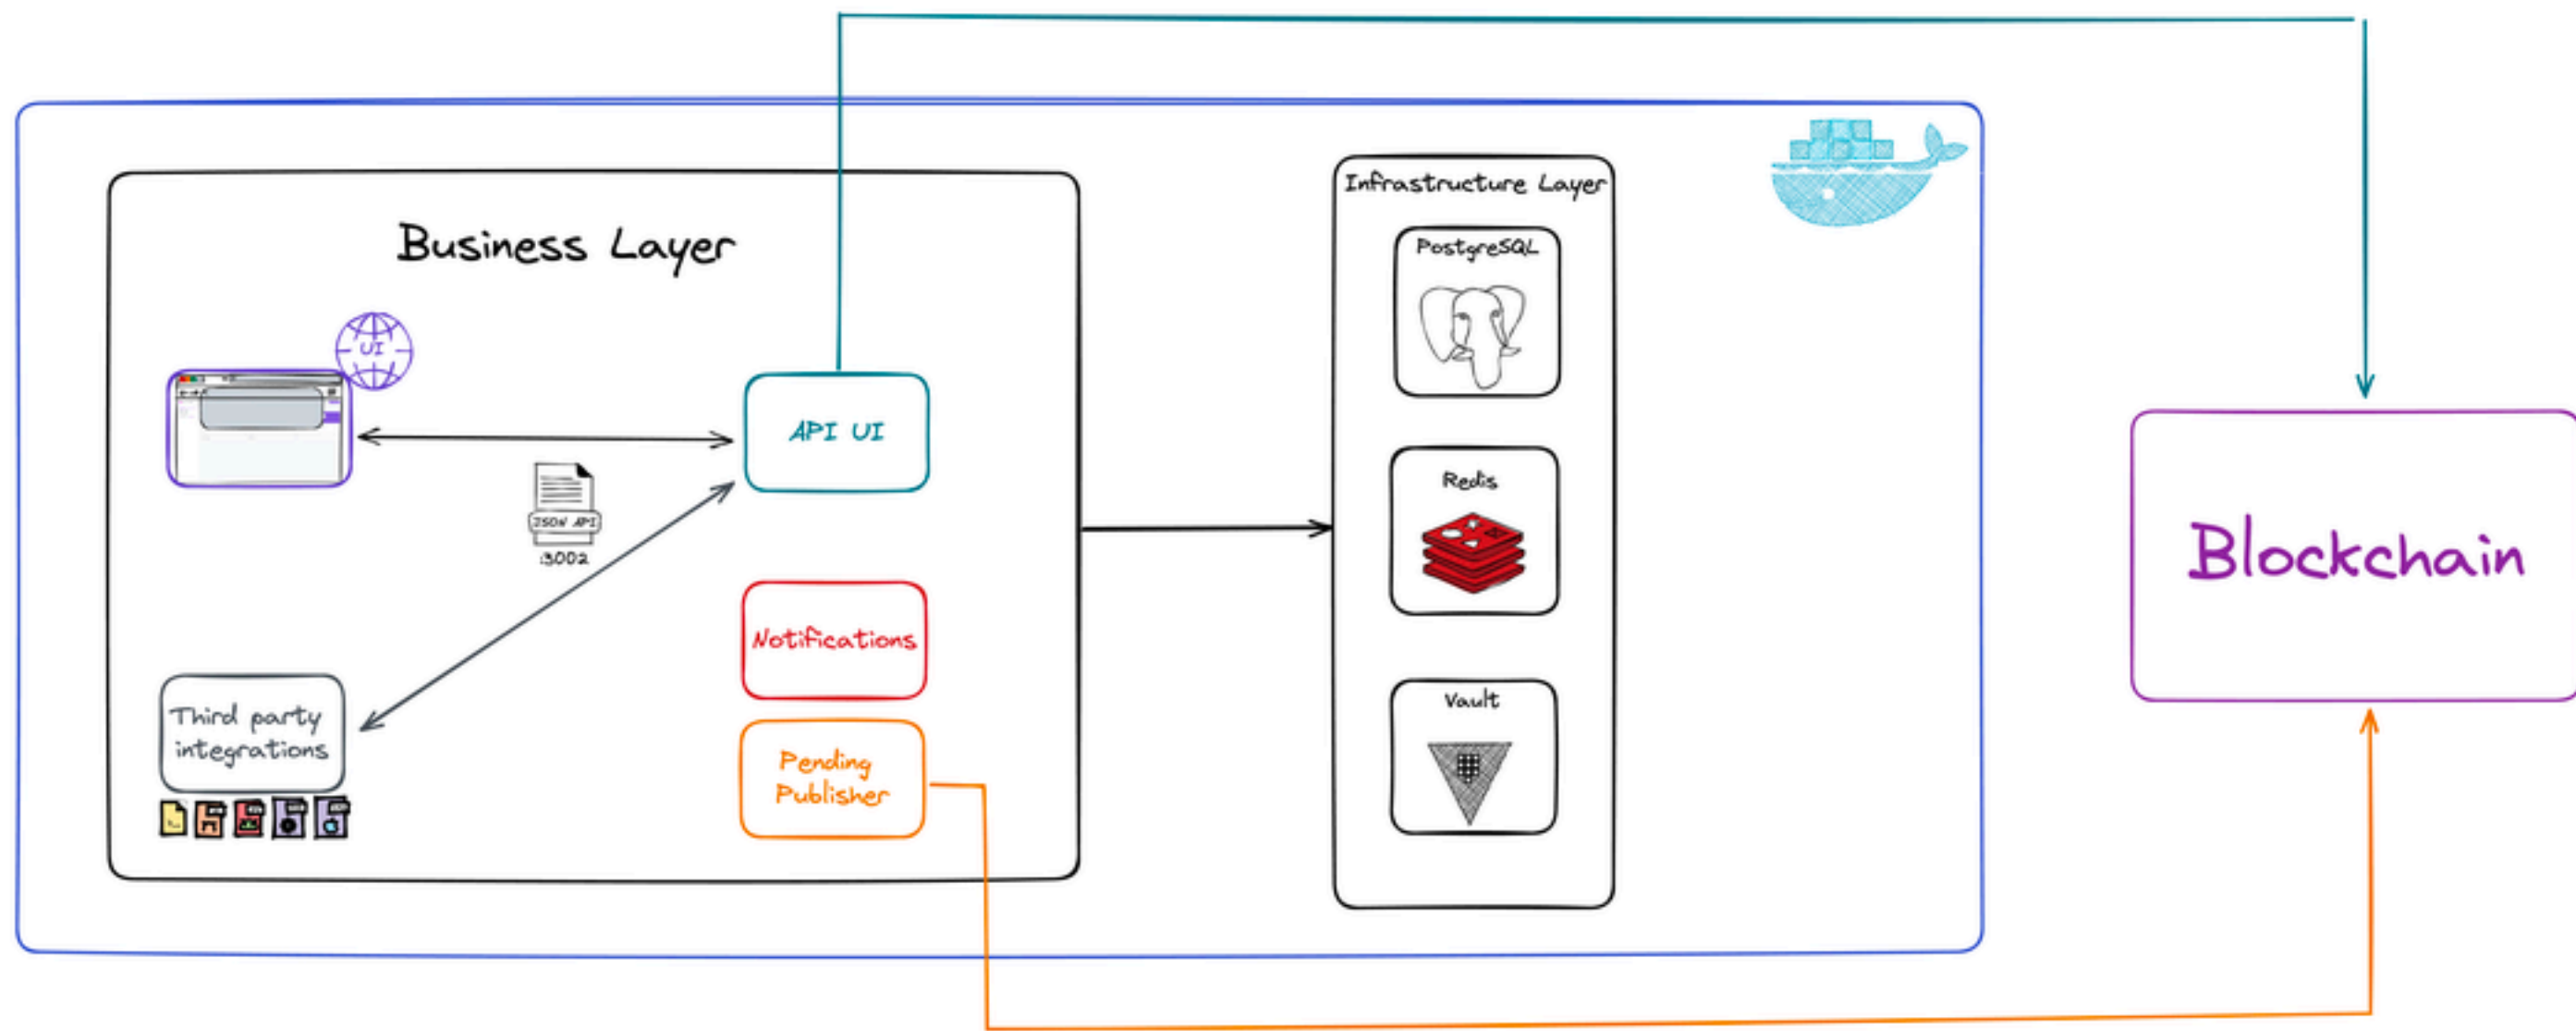 Business Layer
UI
API UI
JSON API
:3002
Notifications
Third party
integrations
Pending
Publisher
Infrastructure Layer
PostgreSQL
Redis
Vault
Blockchain